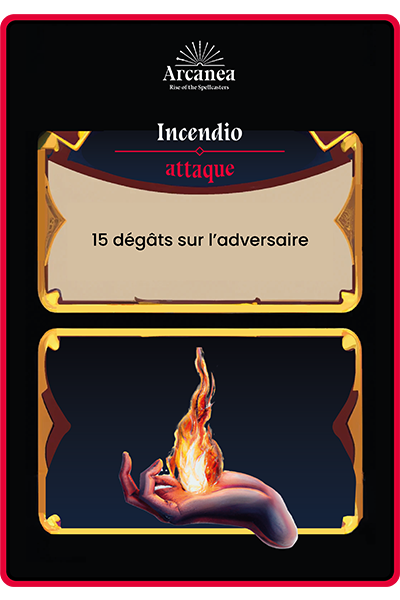 Arcanea
Rise of the Spellcasters
Incendio
attaque
15 dégâts sur l’adversaire